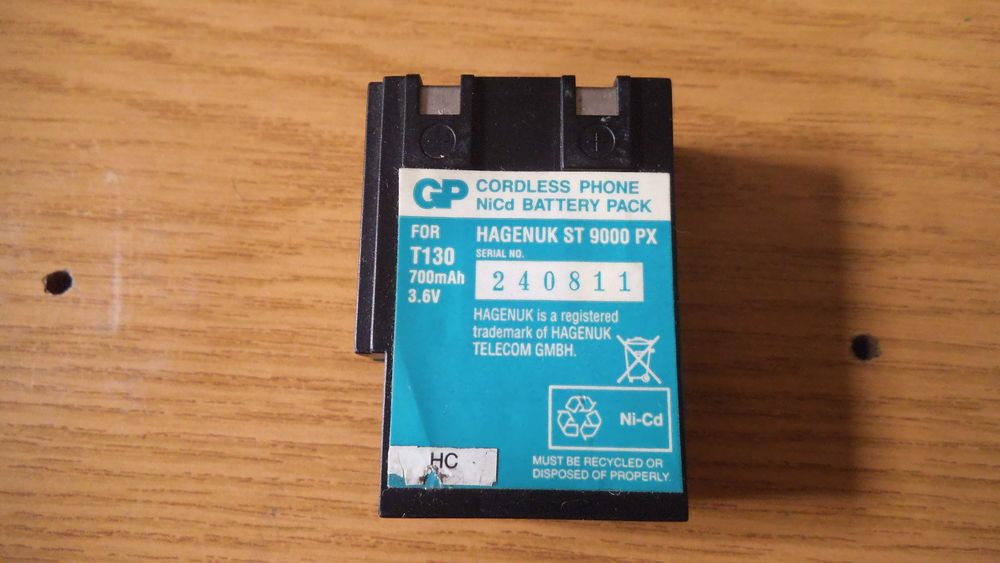 GP CORDLESS PHONE
NiCd BATTERY PACK
FOR HAGENUK ST 9000 PX
T130
700mAh
3.6V
SERIAL NO.
240811
HAGENUK is a registered
trademark of HAGENUK
TELECOM GMBH.
Ni-Cd
MUST BE RECYCLED OR
DISPOSED OF PROPERLY.
HC